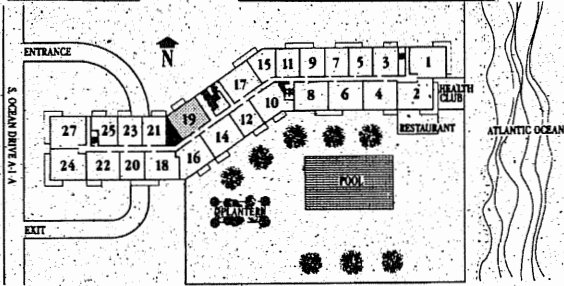 ENTRANCE
N
S. OCEAN DRIVE A-1-A
15 11 9 7 5 3 1
17
19
27 25 23 21
8 6 4 2
HEALTH CLUB
10
12
14
16
24 22 20 18
RESTAURANT
ATLANTIC OCEAN
POOL
PLANTERS
EXIT